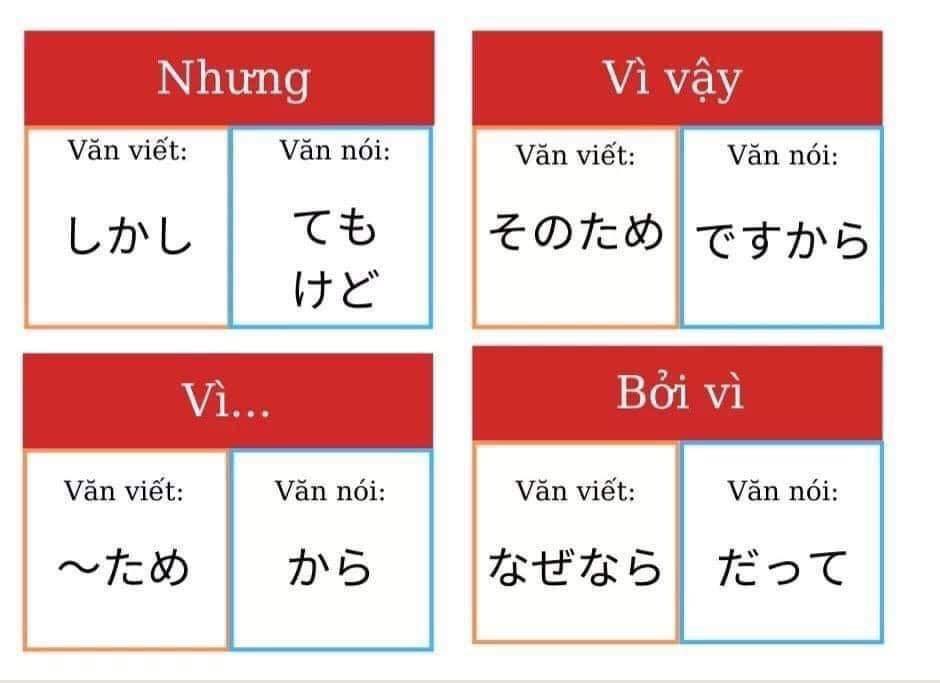 Nhưng
Văn viết:
しかし
Văn nói:
ても
けど
Vì vậy
Văn viết:
そのため
Văn nói:
ですから
Vì...
Văn viết:
～ため
Văn nói:
から
Bởi vì
Văn viết:
なぜなら
Văn nói:
だって